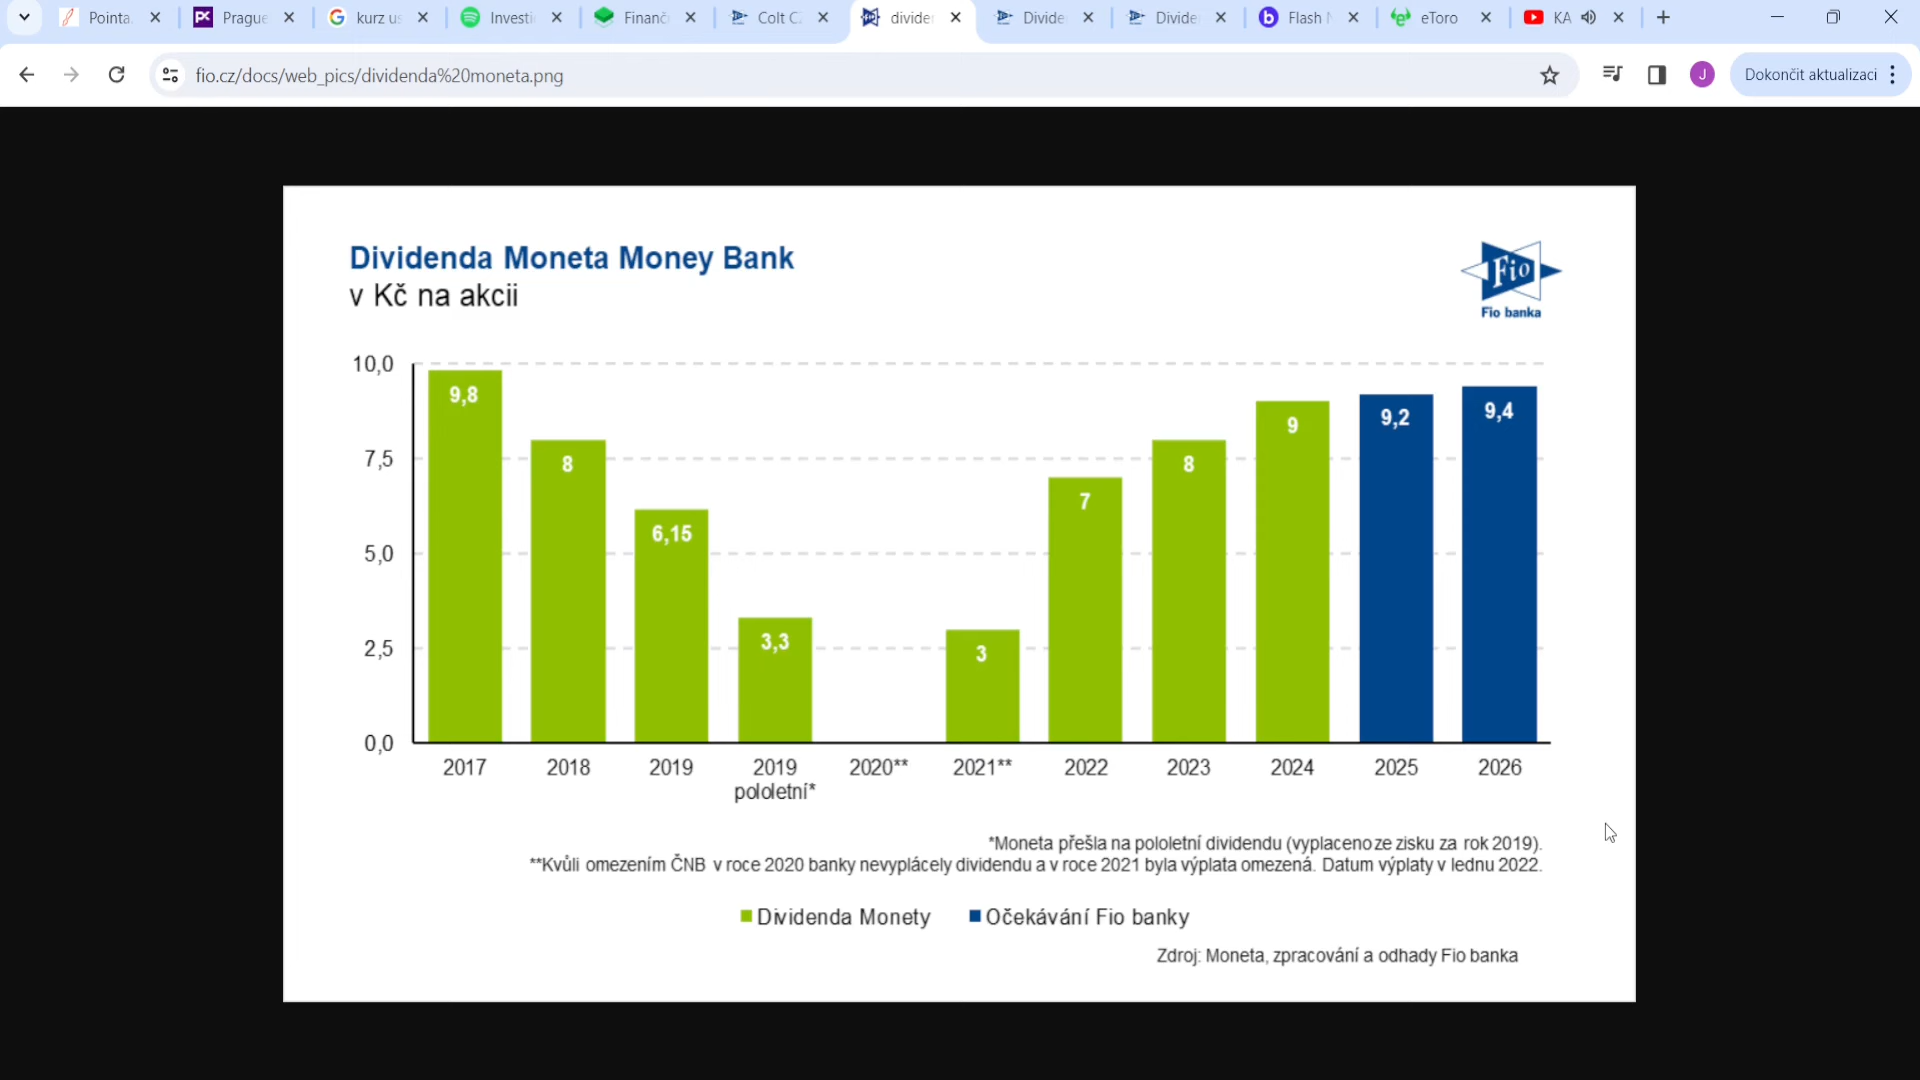 Pointa
Prague
kurz us
Investi
Financ
Colt C
divide
Divide
Divide
Flash
eToro
KA
fio.cz/docs/web_pics/dividenda%20moneta.png
J
Dokončit aktualizaci
Dividenda Moneta Money Bank
v Kč na akcii
Fio
Fio banka
10,0
7,5
5,0
2,5
0,0
9,8
8
6,15
3,3
3
7
8
9
9,2
9,4
2017 2018 2019 2019 2020** 2021** 2022 2023 2024 2025 2026
pololetní*
*Moneta přešla na pololetní dividendu (vyplaceno ze zisku za rok 2019).
**Kvůli omezením ČNB v roce 2020 banky nevyplácely dividendu a v roce 2021 byla výplata omezená. Datum výplaty v lednu 2022.
Dividenda Monety Očekávání Fio banky
Zdroj: Moneta, zpracování a odhady Fio banka